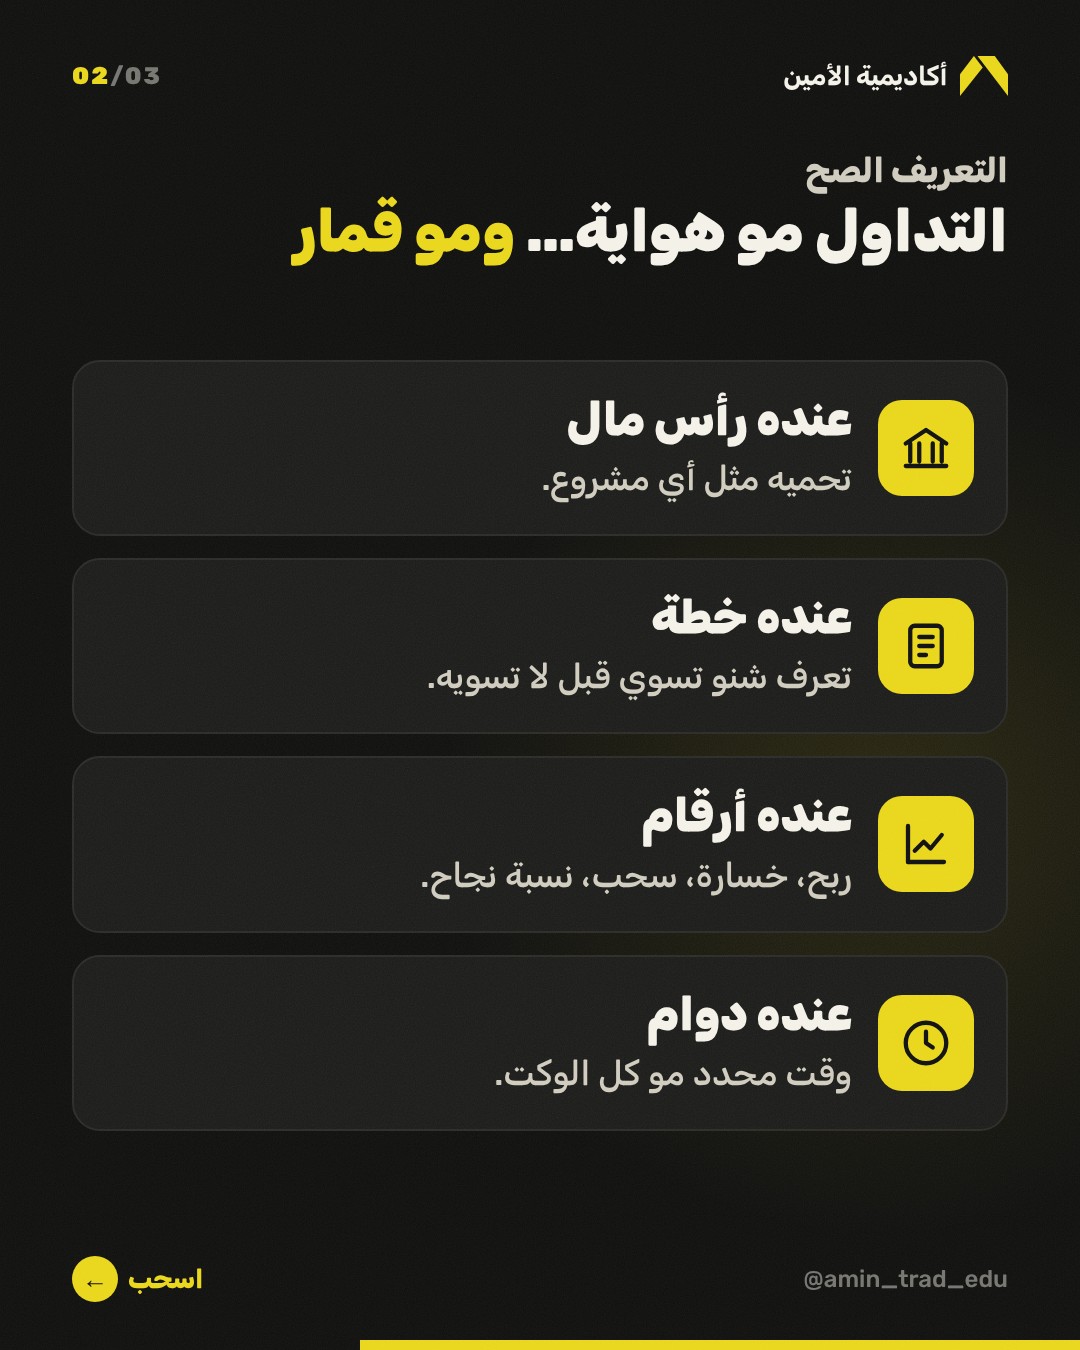 أكاديمية الأمين
02/03
التعريف الصح
التداول مو هواية... ومو قمار
عنده رأس مال
تحميه مثل أي مشروع.
عنده خطة
تعرف شنو تسوي قبل لا تسويه.
عنده أرقام
ربح، خسارة، سحب، نسبة نجاح.
عنده دوام
وقت محدد مو كل الوكت.
@amin_trad_edu
اسحب ←